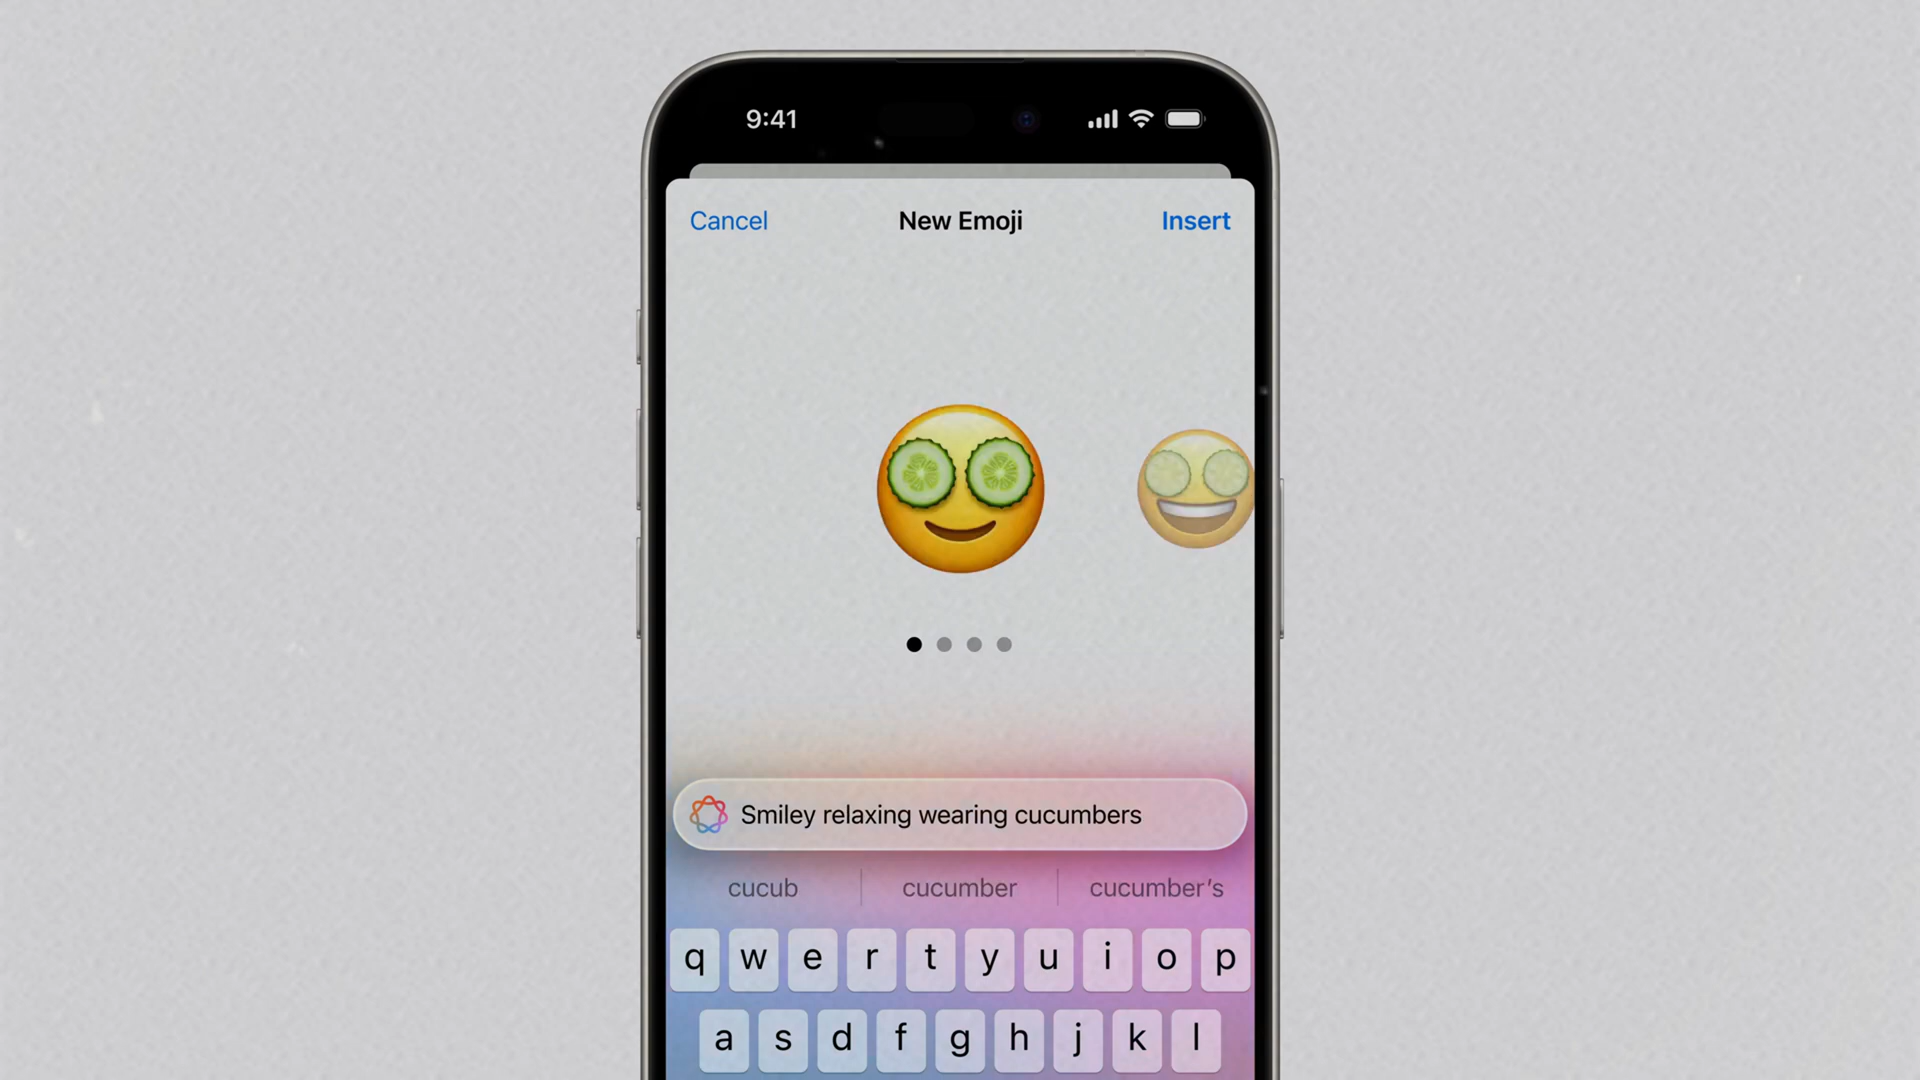 9:41
Cancel New Emoji Insert
Smiley relaxing wearing cucumbers
cucub cucumber cucumber's
q w e r t y u i o p
a s d f g h j k l